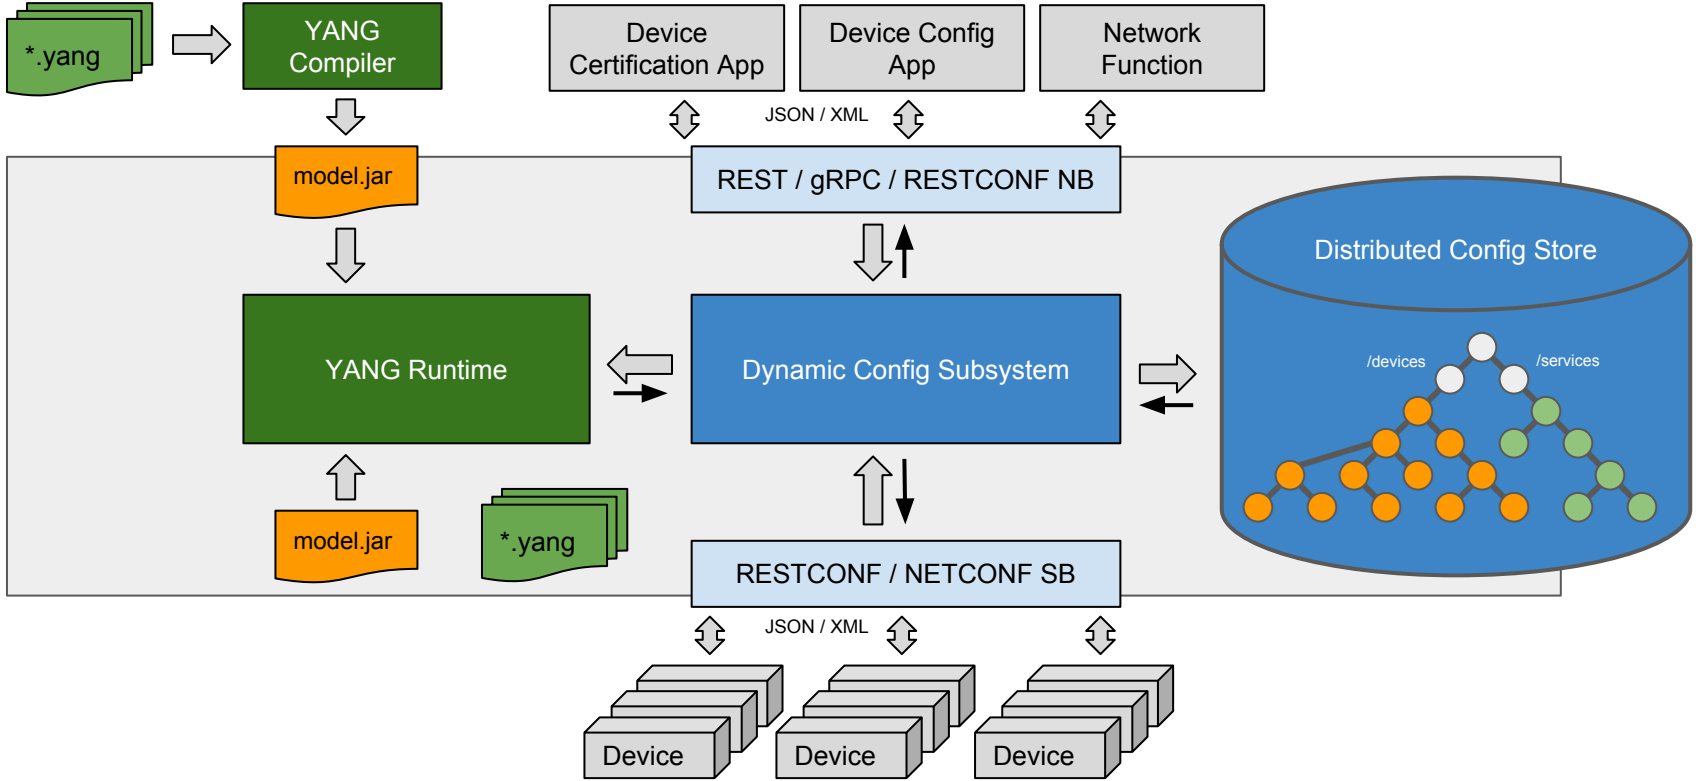 *.yang
YANG
Compiler
Device
Certification App
Device Config
App
Network
Function
JSON / XML
model.jar
REST / gRPC / RESTCONF NB
Distributed Config Store
YANG Runtime
Dynamic Config Subsystem
/devices
/services
model.jar
*.yang
RESTCONF / NETCONF SB
JSON / XML
Device
Device
Device